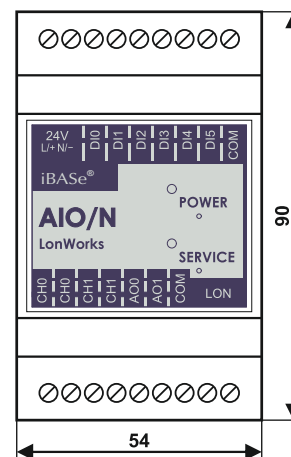 24V DI0 DI1 DI2 DI3 DI4 DI5 COM
L/+ N/−
iBASe®
AIO/N
POWER
LonWorks
SERVICE
CH0 CH0 CH1 CH1 AO0 AO1 COM LON
90
54